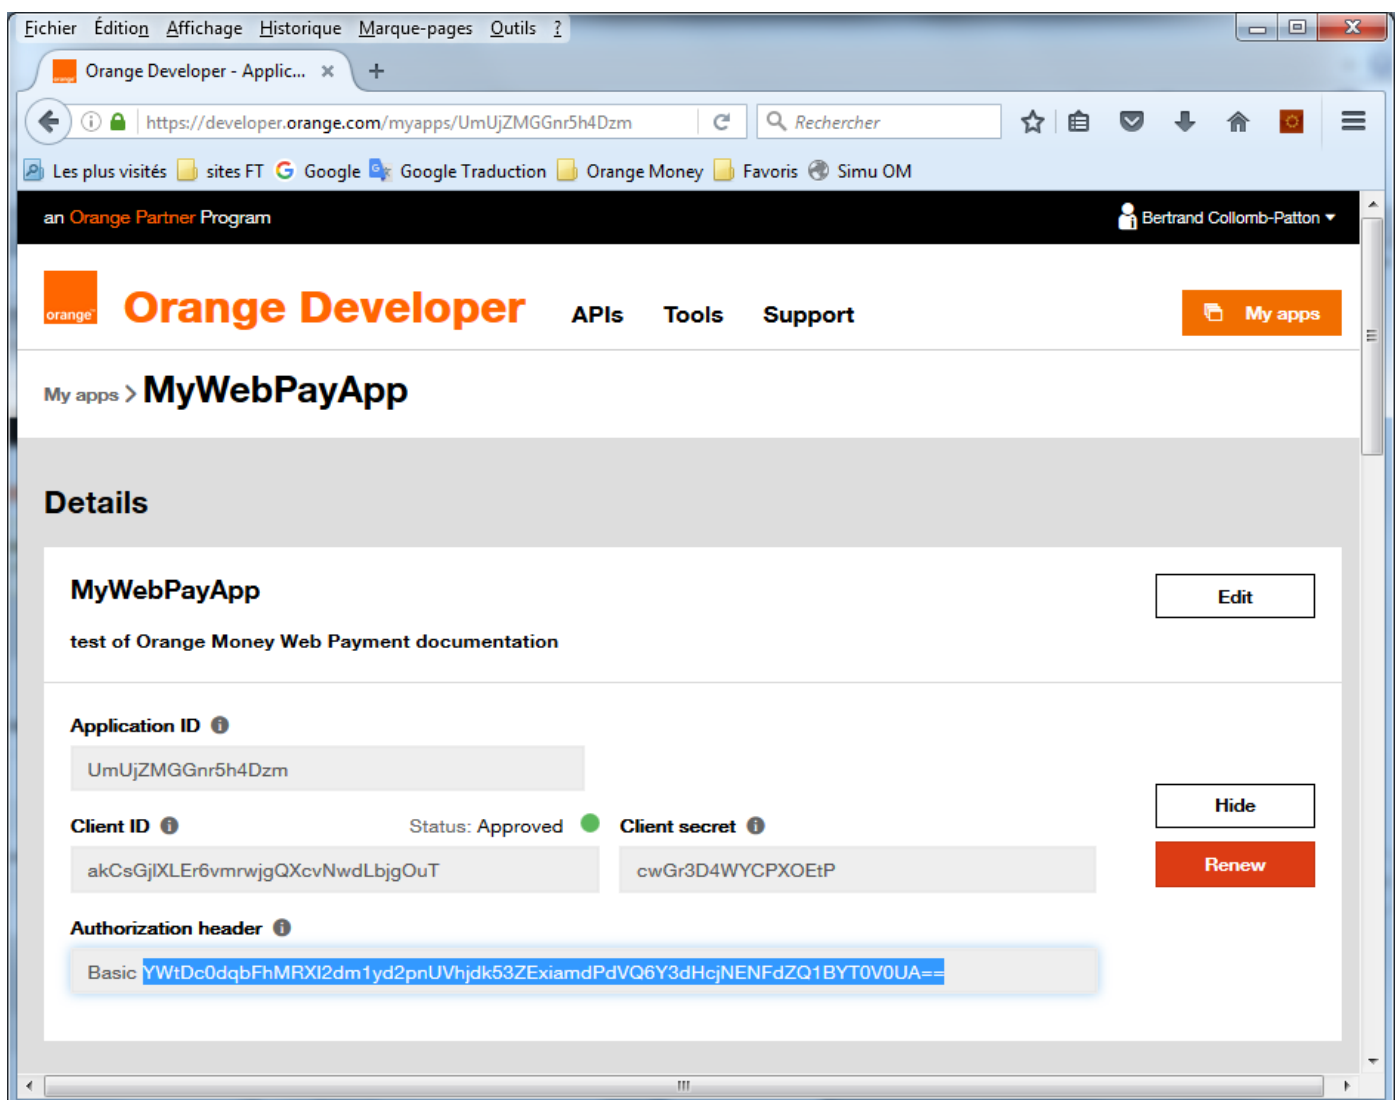 Fichier Édition Affichage Historique Marque-pages Outils ?
Orange Developer - Applic...
https://developer.orange.com/myapps/UmUjZMGGnr5h4Dzm Rechercher
Les plus visités sites FT Google Google Traduction Orange Money Favoris Simu OM
an Orange Partner Program Bertrand Collomb-Patton
orange Orange Developer APIs Tools Support My apps
My apps > MyWebPayApp
Details
MyWebPayApp Edit
test of Orange Money Web Payment documentation
Application ID
UmUjZMGGnr5h4Dzm
Hide
Client ID Status: Approved Client secret
akCsGjlXLEr6vmrwjgQXcvNwdLbjgOuT cwGr3D4WYCPXOEtP Renew
Authorization header
Basic YWtDc0dqbFhMRXI2dm1yd2pnUVhjdk53ZExiamdPdVQ6Y3dHcjNENFdZQ1BYT0V0UA==